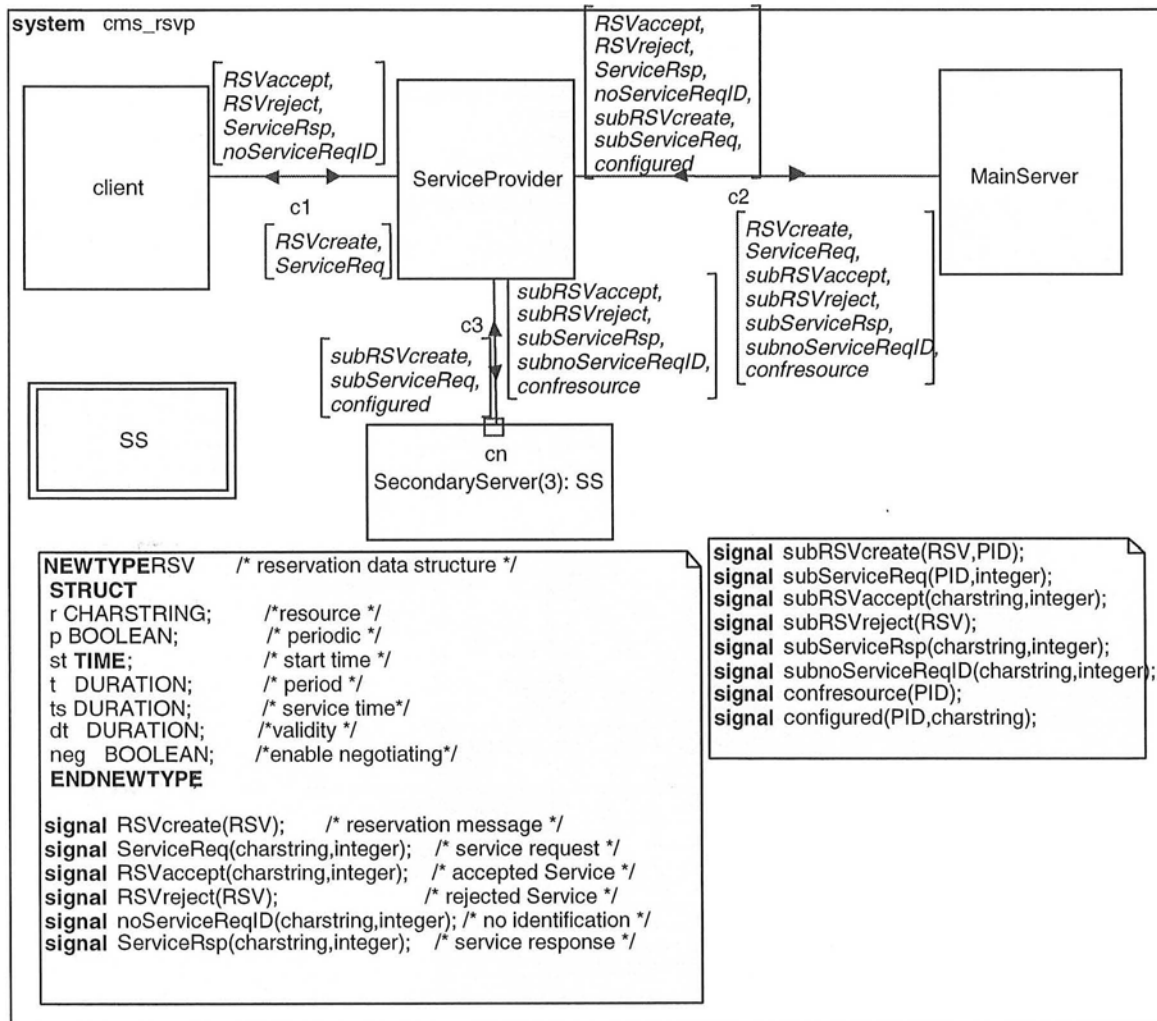 system cms_rsvp
client
RSVaccept,
RSVreject,
ServiceRsp,
noServiceReqID
c1
RSVcreate,
ServiceReq
ServiceProvider
RSVaccept,
RSVreject,
ServiceRsp,
noServiceReqID,
subRSVcreate,
subServiceReq,
configured
c2
MainServer
RSVcreate,
ServiceReq,
subRSVaccept,
subRSVreject,
subServiceRsp,
subnoServiceReqID,
confresource
c3
subRSVcreate,
subServiceReq,
configured
subRSVaccept,
subRSVreject,
subServiceRsp,
subnoServiceReqID,
confresource
SS
cn
SecondaryServer(3): SS
NEWTYPERSV /* reservation data structure */
STRUCT
r CHARSTRING; /*resource */
p BOOLEAN; /* periodic */
st TIME; /* start time */
t DURATION; /* period */
ts DURATION; /* service time*/
dt DURATION; /*validity */
neg BOOLEAN; /*enable negotiating*/
ENDNEWTYPE;
signal RSVcreate(RSV); /* reservation message */
signal ServiceReq(charstring,integer); /* service request */
signal RSVaccept(charstring,integer); /* accepted Service */
signal RSVreject(RSV); /* rejected Service */
signal noServiceReqID(charstring,integer); /* no identification */
signal ServiceRsp(charstring,integer); /* service response */
signal subRSVcreate(RSV,PID);
signal subServiceReq(PID,integer);
signal subRSVaccept(charstring,integer);
signal subRSVreject(RSV);
signal subServiceRsp(charstring,integer);
signal subnoServiceReqID(charstring,integer);
signal confresource(PID);
signal configured(PID,charstring);